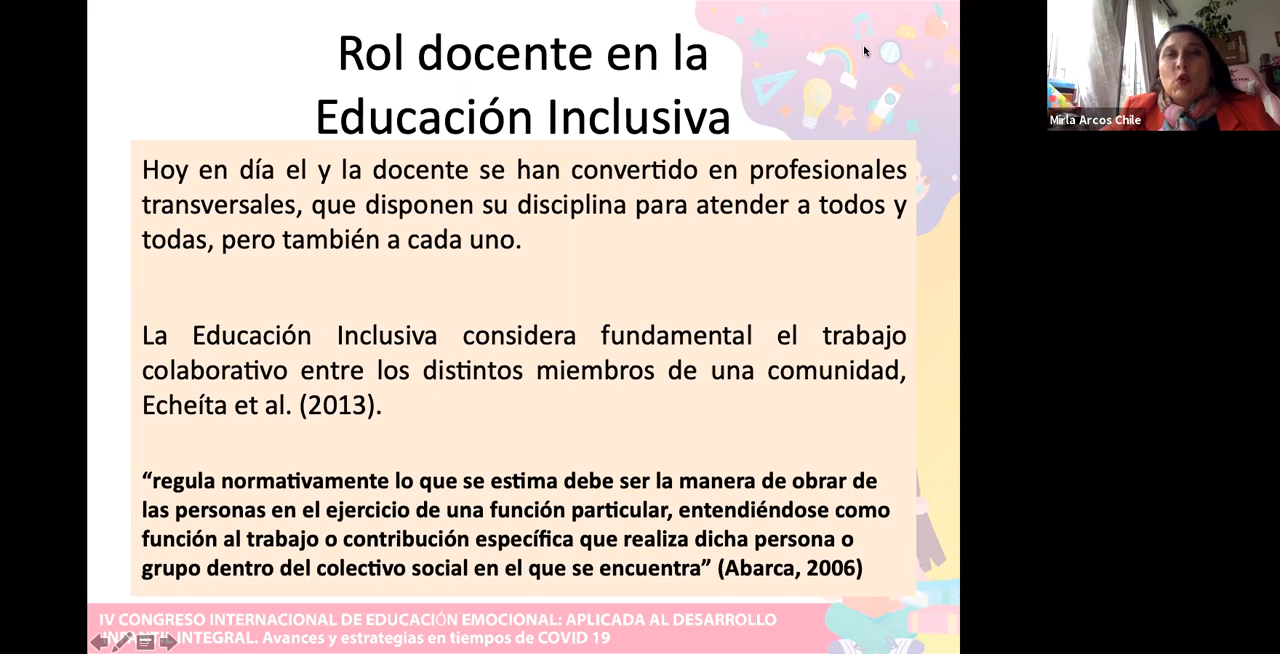 Rol docente en la
Educación Inclusiva
Hoy en día el y la docente se han convertido en profesionales
transversales, que disponen su disciplina para atender a todos y
todas, pero también a cada uno.
La Educación Inclusiva considera fundamental el trabajo
colaborativo entre los distintos miembros de una comunidad,
Echeíta et al. (2013).
“regula normativamente lo que se estima debe ser la manera de obrar de
las personas en el ejercicio de una función particular, entendiéndose como
función al trabajo o contribución específica que realiza dicha persona o
grupo dentro del colectivo social en el que se encuentra” (Abarca, 2006)
IV CONGRESO INTERNACIONAL DE EDUCACIÓN EMOCIONAL: APLICADA AL DESARROLLO
INFANTIL INTEGRAL. Avances y estrategias en tiempos de COVID 19
Mirla Arcos Chile